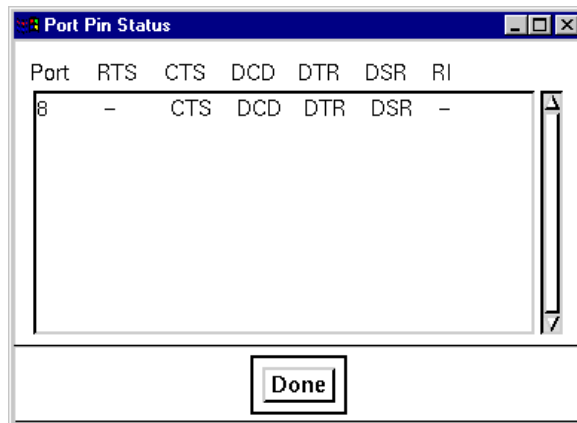 Port Pin Status
Port RTS CTS DCD DTR DSR RI
8 – CTS DCD DTR DSR –
Done